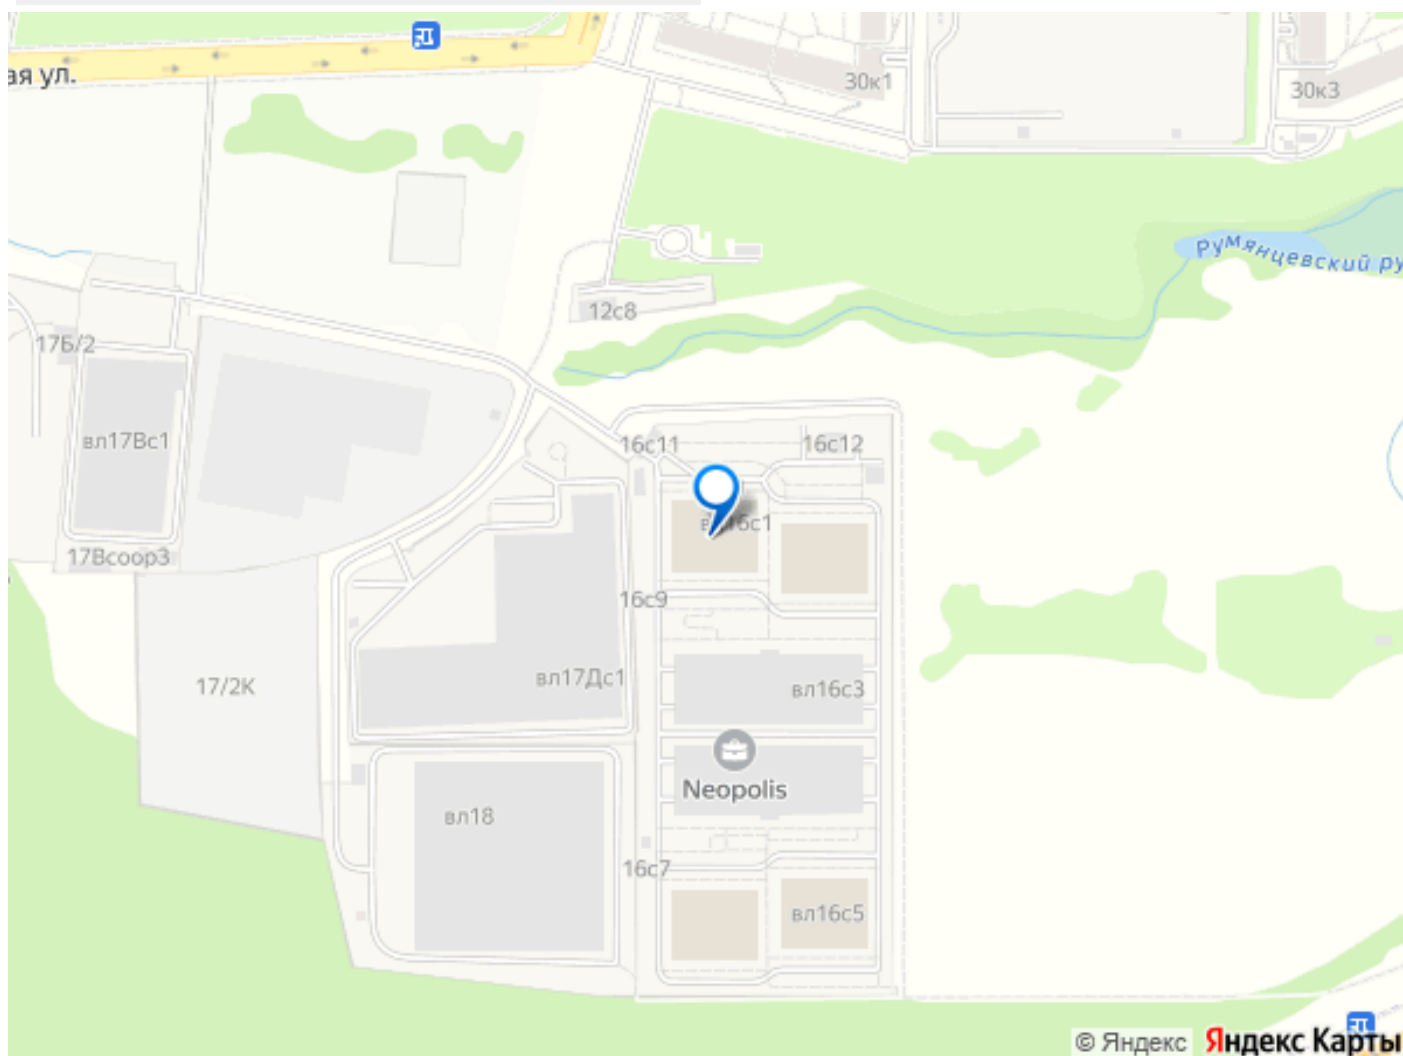 ая ул.
30к1
30к3
Румянцевский ру
12с8
17Б/2
вл17Вс1
16с11
16с12
вл16с1
17Всоор3
16с9
17/2К
вл17Дс1
вл16с3
Neopolis
вл18
16с7
вл16с5
© Яндекс Яндекс Карты